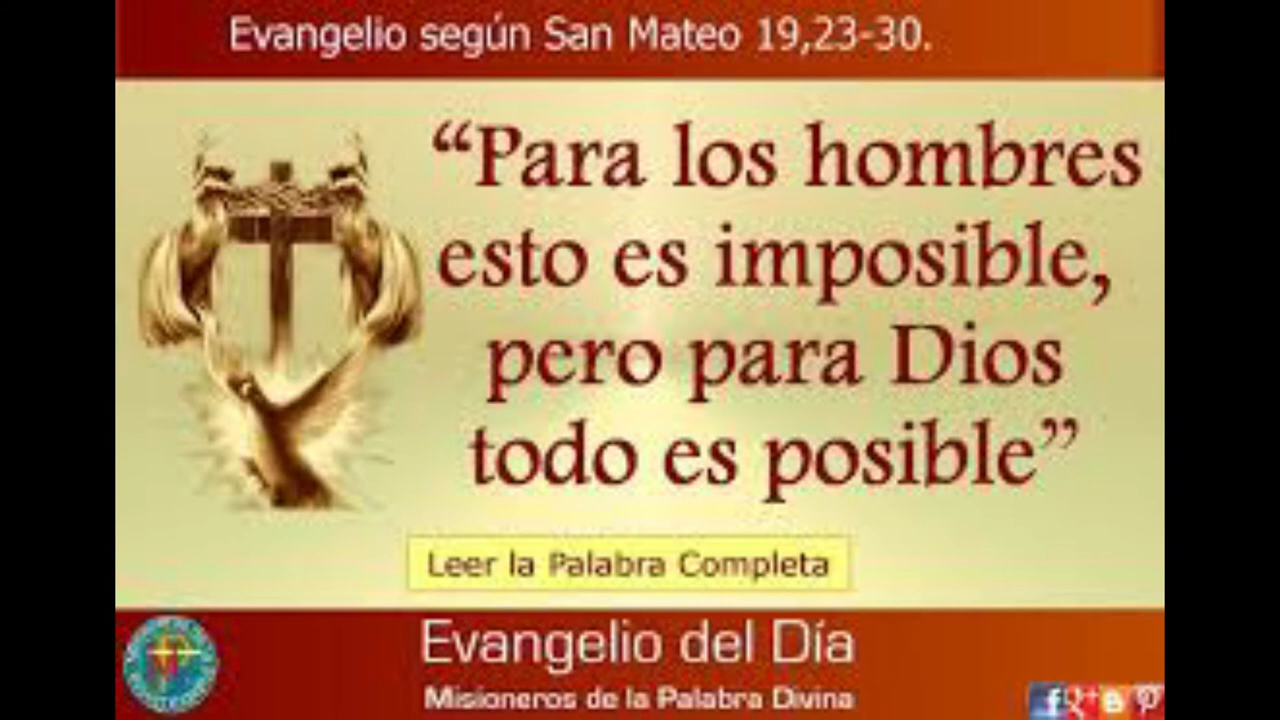 Evangelio según San Mateo 19,23-30.
“Para los hombres
esto es imposible,
pero para Dios
todo es posible”
Leer la Palabra Completa
Evangelio del Día
Misioneros de la Palabra Divina